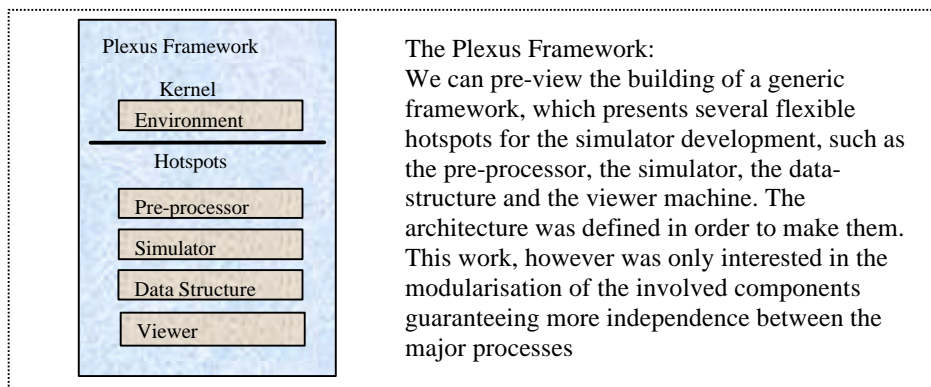 Plexus Framework
Kernel
Environment
Hotspots
Pre-processor
Simulator
Data Structure
Viewer
The Plexus Framework:
We can pre-view the building of a generic
framework, which presents several flexible
hotspots for the simulator development, such as
the pre-processor, the simulator, the data-
structure and the viewer machine. The
architecture was defined in order to make them.
This work, however was only interested in the
modularisation of the involved components
guaranteeing more independence between the
major processes